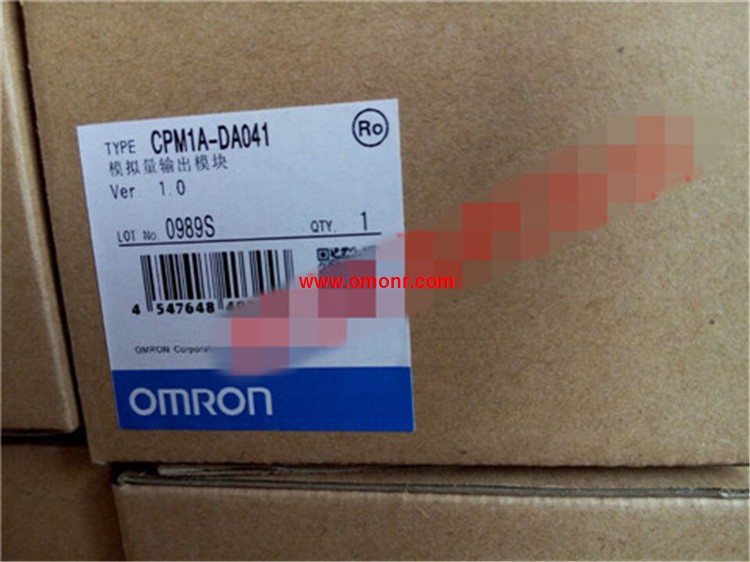 TYPE CPM1A-DA041
模拟量输出模块
Ver 1.0
Ro
LOT No. 0989S QTY. 1
www.omonr.com
4 547648
OMRON
OMRON